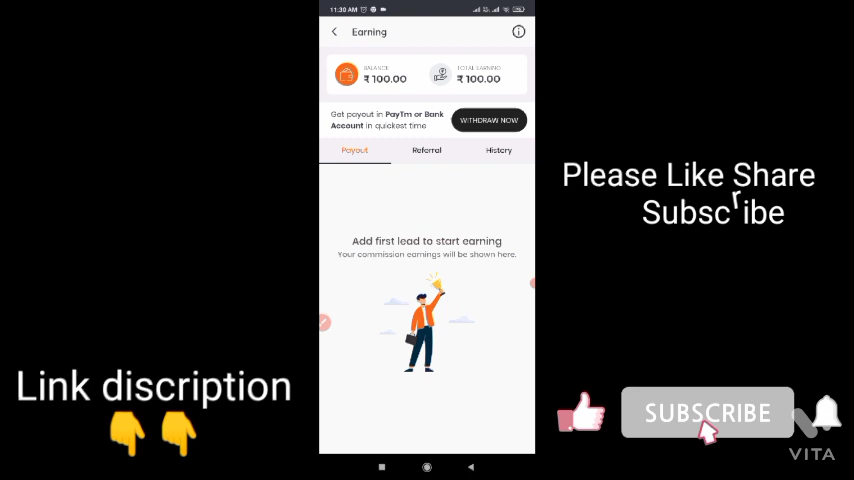 11:30 AM
Earning
BALANCE
₹ 100.00
TOTAL EARNING
₹ 100.00
Get payout in PayTm or Bank
Account in quickest time
WITHDRAW NOW
Payout
Referral
History
Add first lead to start earning
Your commission earnings will be shown here.
Please Like Share
Subscribe
Link discription
SUBSCRIBE
VITA